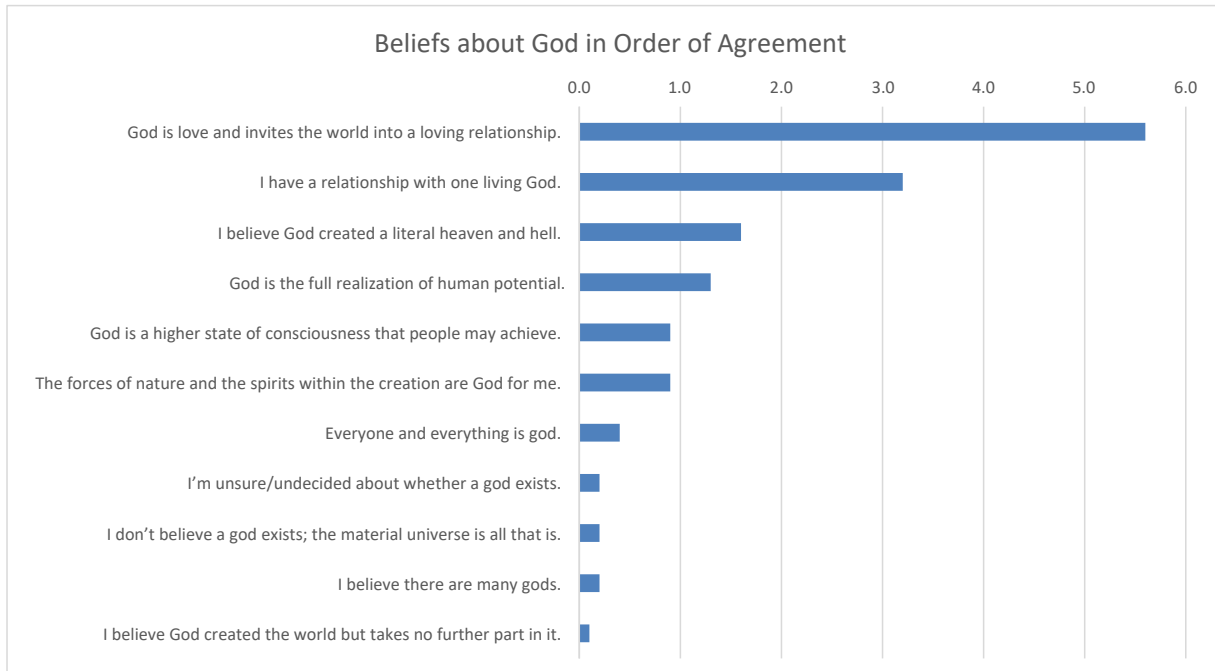 Beliefs about God in Order of Agreement
0.0 1.0 2.0 3.0 4.0 5.0 6.0
God is love and invites the world into a loving relationship.
I have a relationship with one living God.
I believe God created a literal heaven and hell.
God is the full realization of human potential.
God is a higher state of consciousness that people may achieve.
The forces of nature and the spirits within the creation are God for me.
Everyone and everything is god.
I’m unsure/undecided about whether a god exists.
I don’t believe a god exists; the material universe is all that is.
I believe there are many gods.
I believe God created the world but takes no further part in it.